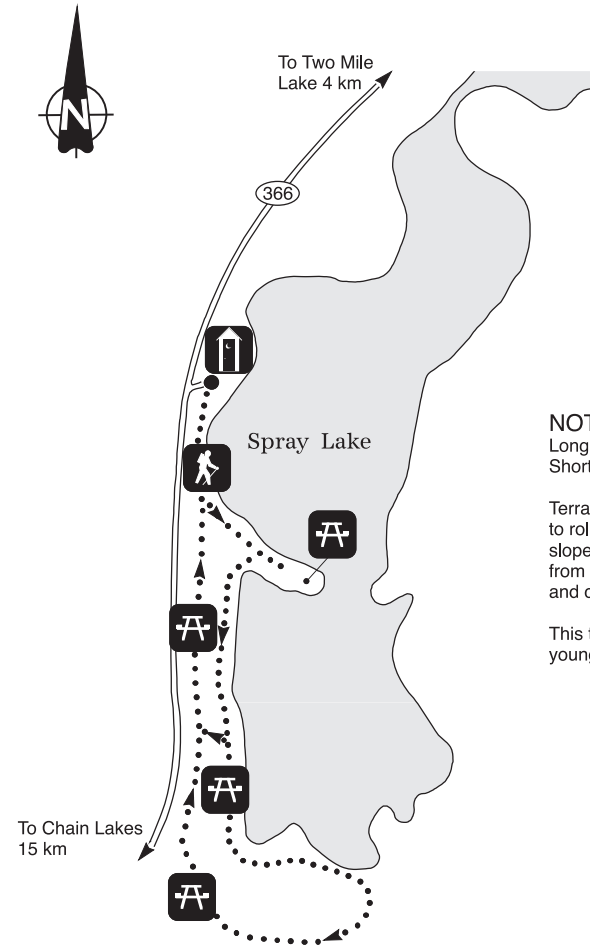 To Two Mile
Lake 4 km
N
366
Spray Lake
NOT
Long
Short
Terra
to rol
slope
from
and
This
young
To Chain Lakes
15 km